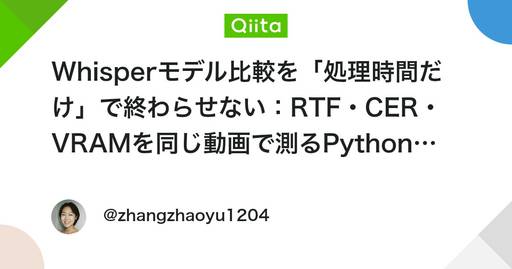 Qiita
Whisperモデル比較を「処理時間だ
け」で終わらせない：RTF・CER・
VRAMを同じ動画で測るPython…
@zhangzhaoyu1204